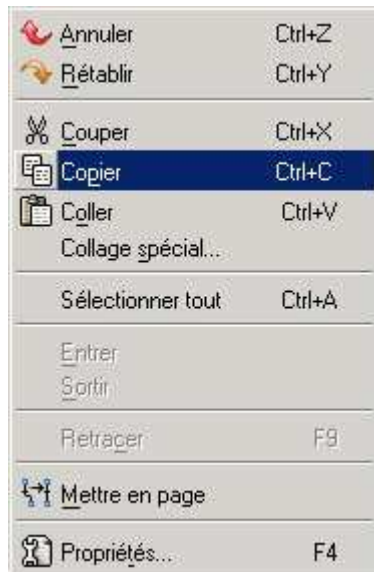 Annuler Ctrl+Z
Rétablir Ctrl+Y
Couper Ctrl+X
Copier Ctrl+C
Coller Ctrl+V
Collage spécial...
Sélectionner tout Ctrl+A
Entrer
Sortir
Retracer F9
Mettre en page
Propriétés... F4